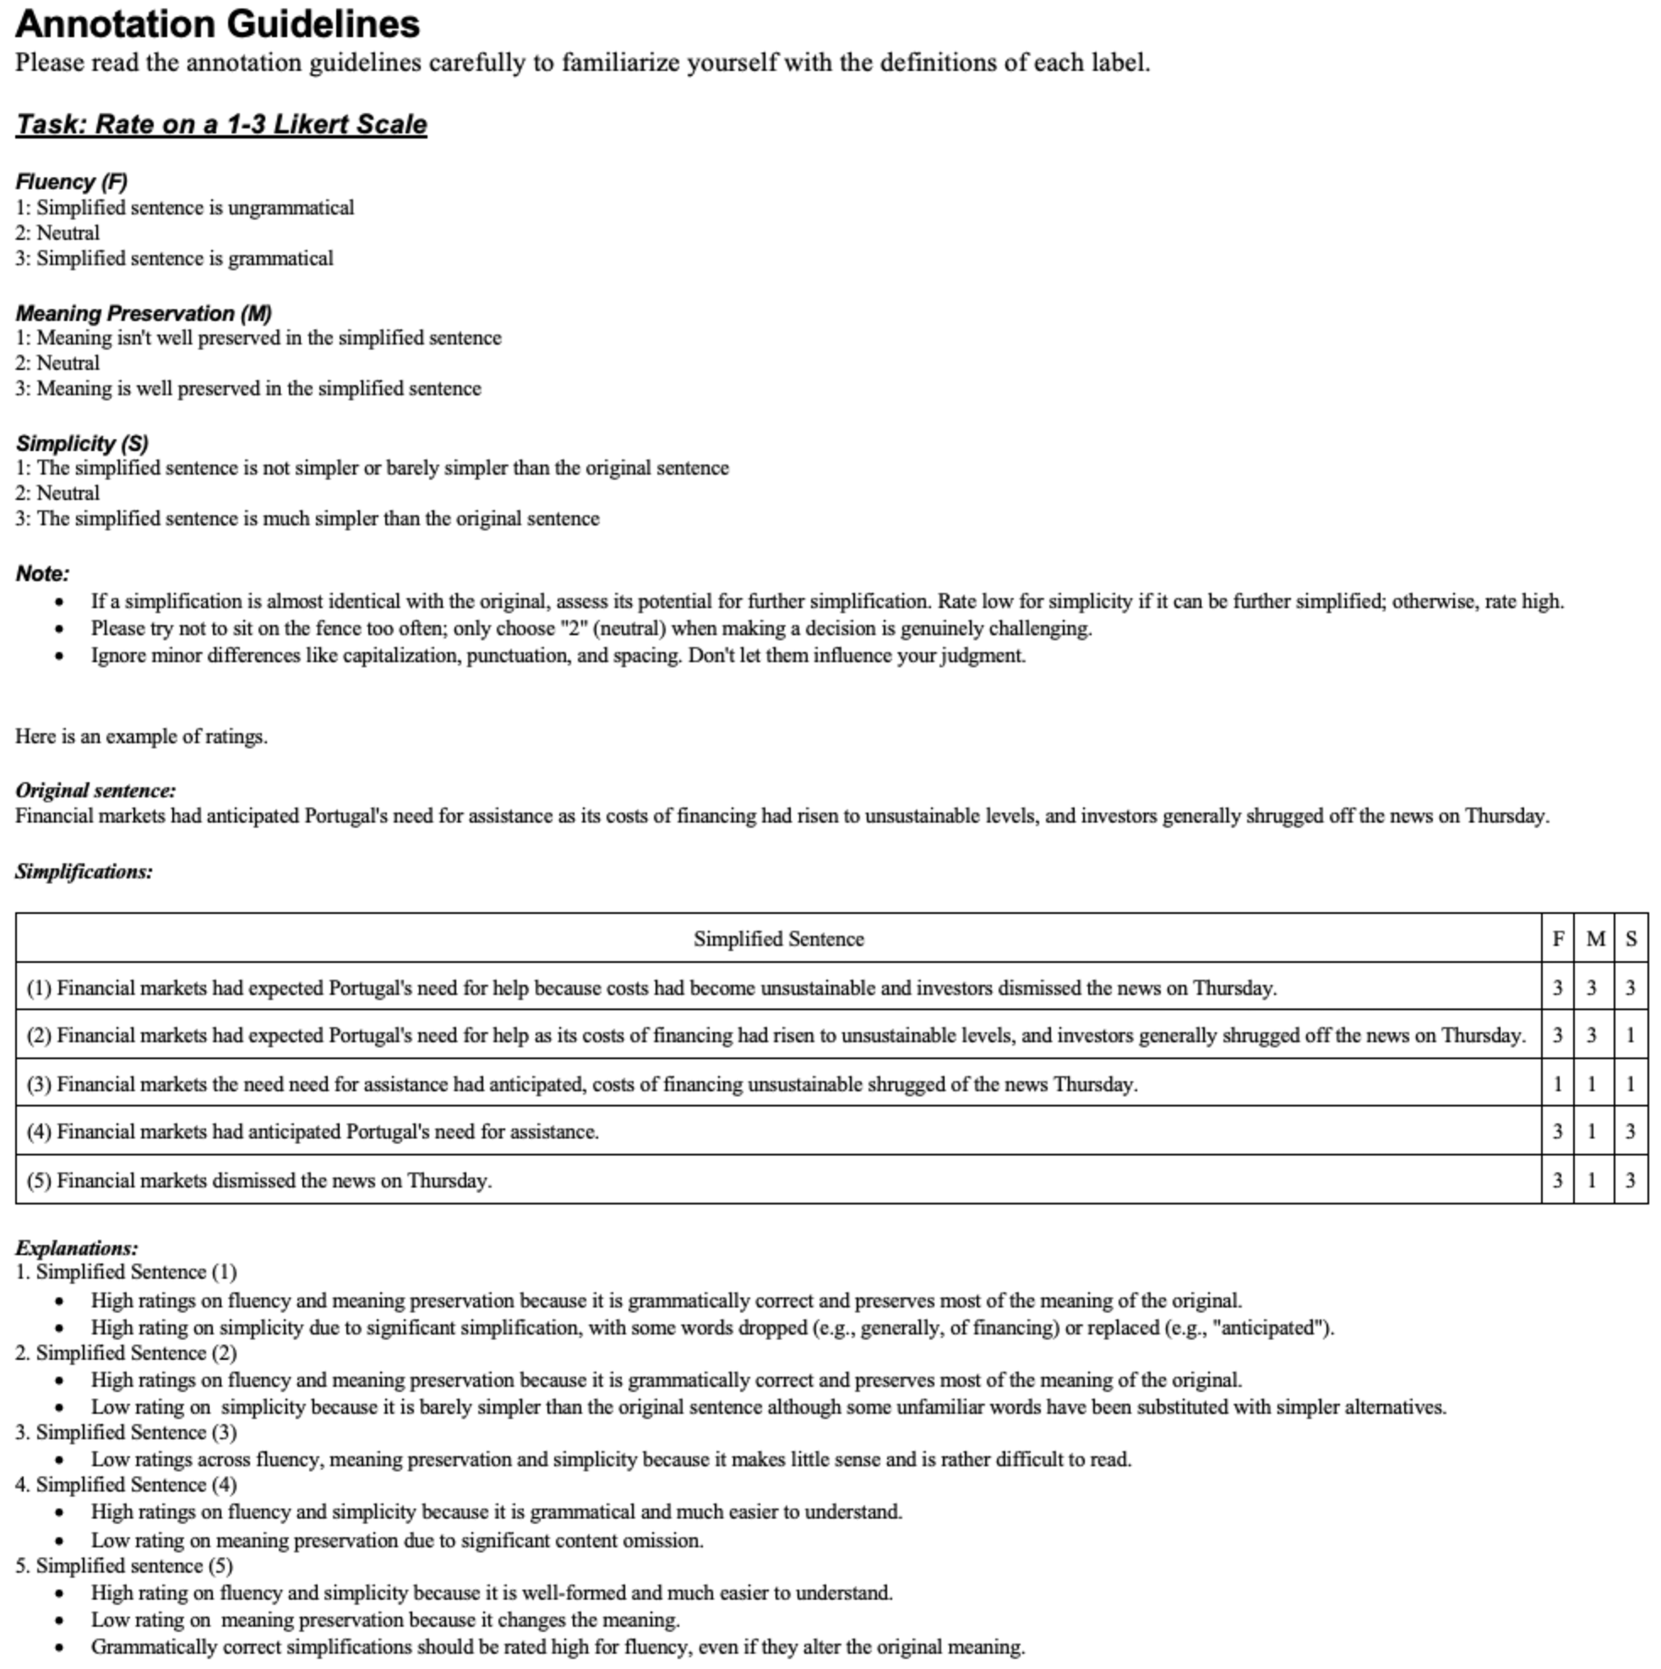 Annotation Guidelines
Please read the annotation guidelines carefully to familiarize yourself with the definitions of each label.
Task: Rate on a 1-3 Likert Scale
Fluency (F)
1: Simplified sentence is ungrammatical
2: Neutral
3: Simplified sentence is grammatical
Meaning Preservation (M)
1: Meaning isn't well preserved in the simplified sentence
2: Neutral
3: Meaning is well preserved in the simplified sentence
Simplicity (S)
1: The simplified sentence is not simpler or barely simpler than the original sentence
2: Neutral
3: The simplified sentence is much simpler than the original sentence
Note:
• If a simplification is almost identical with the original, assess its potential for further simplification. Rate low for simplicity if it can be further simplified; otherwise, rate high.
• Please try not to sit on the fence too often; only choose "2" (neutral) when making a decision is genuinely challenging.
• Ignore minor differences like capitalization, punctuation, and spacing. Don't let them influence your judgment.
Here is an example of ratings.
Original sentence:
Financial markets had anticipated Portugal's need for assistance as its costs of financing had risen to unsustainable levels, and investors generally shrugged off the news on Thursday.
Simplifications:
Simplified Sentence F M S
(1) Financial markets had expected Portugal's need for help because costs had become unsustainable and investors dismissed the news on Thursday. 3 3 3
(2) Financial markets had expected Portugal's need for help as its costs of financing had risen to unsustainable levels, and investors generally shrugged off the news on Thursday. 3 3 1
(3) Financial markets the need need for assistance had anticipated, costs of financing unsustainable shrugged of the news Thursday. 1 1 1
(4) Financial markets had anticipated Portugal's need for assistance. 3 1 3
(5) Financial markets dismissed the news on Thursday. 3 1 3
Explanations:
1. Simplified Sentence (1)
• High ratings on fluency and meaning preservation because it is grammatically correct and preserves most of the meaning of the original.
• High rating on simplicity due to significant simplification, with some words dropped (e.g., generally, of financing) or replaced (e.g., "anticipated").
2. Simplified Sentence (2)
• High ratings on fluency and meaning preservation because it is grammatically correct and preserves most of the meaning of the original.
• Low rating on simplicity because it is barely simpler than the original sentence although some unfamiliar words have been substituted with simpler alternatives.
3. Simplified Sentence (3)
• Low ratings across fluency, meaning preservation and simplicity because it makes little sense and is rather difficult to read.
4. Simplified Sentence (4)
• High ratings on fluency and simplicity because it is grammatical and much easier to understand.
• Low rating on meaning preservation due to significant content omission.
5. Simplified sentence (5)
• High rating on fluency and simplicity because it is well-formed and much easier to understand.
• Low rating on meaning preservation because it changes the meaning.
• Grammatically correct simplifications should be rated high for fluency, even if they alter the original meaning.